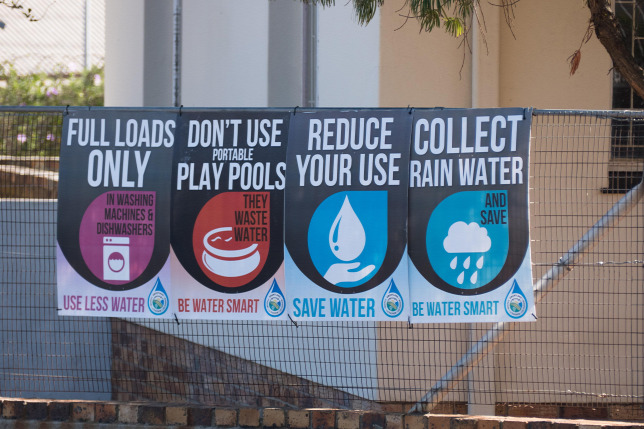 FULL LOADS
ONLY
IN WASHING
MACHINES &
DISHWASHERS
USE LESS WATER
DON'T USE
PORTABLE
PLAY POOLS
THEY
WASTE
WATER
BE WATER SMART
REDUCE
YOUR USE
SAVE WATER
COLLECT
RAIN WATER
AND
SAVE
BE WATER SMART